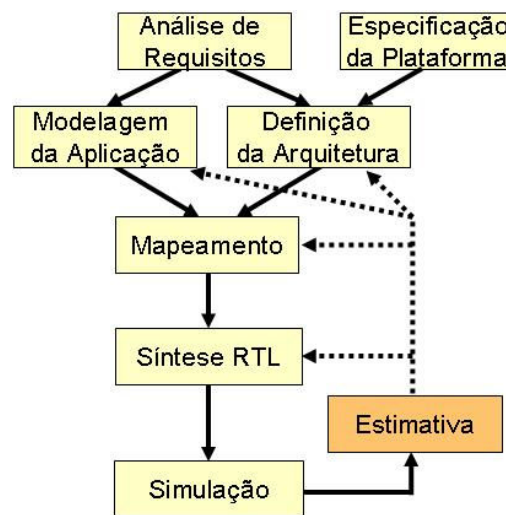 Análise de
Requisitos
Especificação
da Plataforma
Modelagem
da Aplicação
Definição
da Arquitetura
Mapeamento
Síntese RTL
Estimativa
Simulação